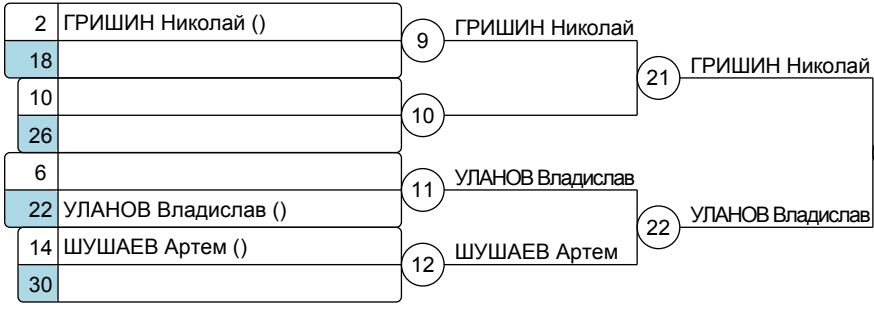 2 ГРИШИН Николай ()
18
10
26
6
22 УЛАНОВ Владислав ()
14 ШУШАЕВ Артем ()
30
9 ГРИШИН Николай
10
11 УЛАНОВ Владислав
12 ШУШАЕВ Артем
21 ГРИШИН Николай
22 УЛАНОВ Владислав